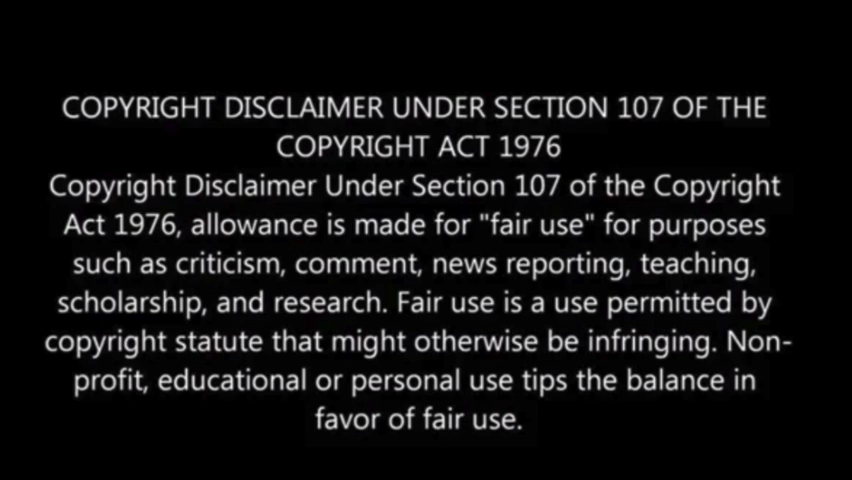 COPYRIGHT DISCLAIMER UNDER SECTION 107 OF THE
COPYRIGHT ACT 1976
Copyright Disclaimer Under Section 107 of the Copyright
Act 1976, allowance is made for "fair use" for purposes
such as criticism, comment, news reporting, teaching,
scholarship, and research. Fair use is a use permitted by
copyright statute that might otherwise be infringing. Non-
profit, educational or personal use tips the balance in
favor of fair use.